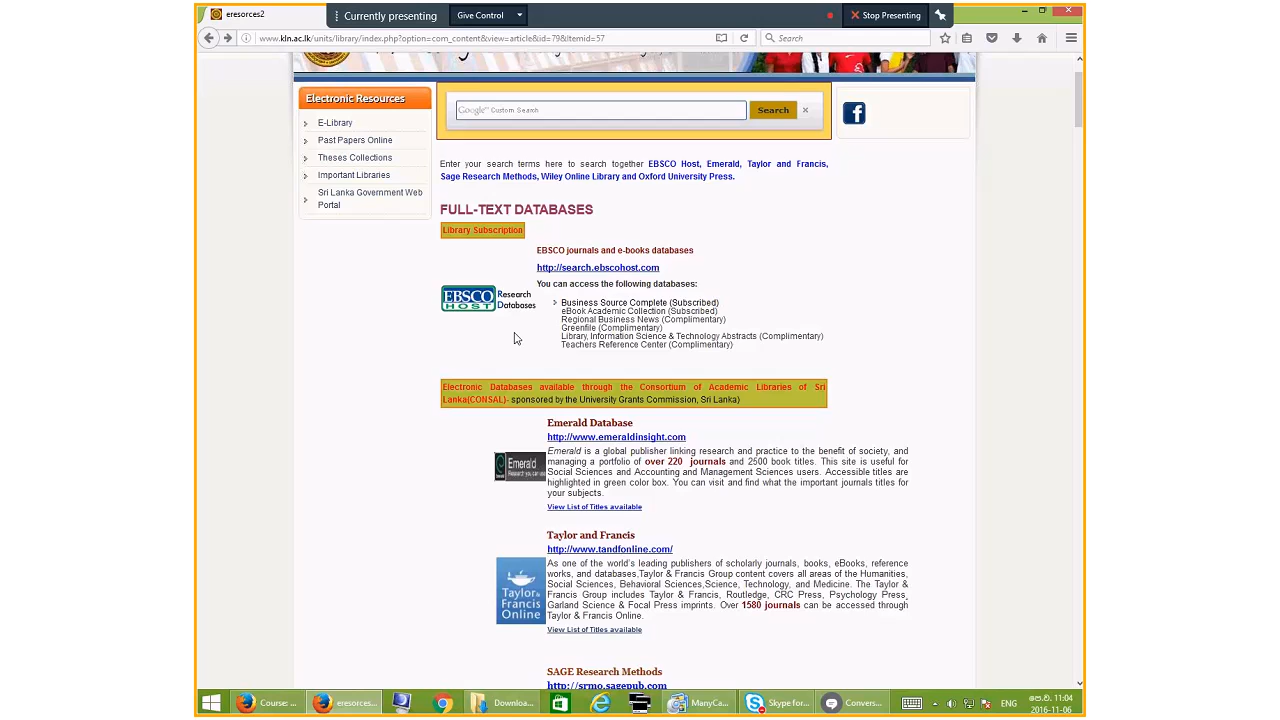 eresorces2
Currently presenting
Give Control
Stop Presenting
www.kln.ac.lk/units/library/index.php?option=com_content&view=article&id=79&Itemid=57
Search
Electronic Resources
E-Library
Past Papers Online
Theses Collections
Important Libraries
Sri Lanka Government Web
Portal
Google™ Custom Search
Search
Enter your search terms here to search together EBSCO Host, Emerald, Taylor and Francis,
Sage Research Methods, Wiley Online Library and Oxford University Press.
FULL-TEXT DATABASES
Library Subscription
EBSCO journals and e-books databases
http://search.ebscohost.com
You can access the following databases:
EBSCO
HOST
Research
Databases
Business Source Complete (Subscribed)
eBook Academic Collection (Subscribed)
Regional Business News (Complimentary)
Greenfile (Complimentary)
Library, Information Science & Technology Abstracts (Complimentary)
Teachers Reference Center (Complimentary)
Electronic Databases available through the Consortium of Academic Libraries of Sri
Lanka(CONSAL)- sponsored by the University Grants Commission, Sri Lanka)
Emerald Database
http://www.emeraldinsight.com
Emerald
Emerald is a global publisher linking research and practice to the benefit of society, and
managing a portfolio of over 220 journals and 2500 book titles. This site is useful for
Social Sciences and Accounting and Management Sciences users. Accessible titles are
highlighted in green color box. You can visit and find what the important journals titles for
your subjects.
View List of Titles available
Taylor and Francis
http://www.tandfonline.com/
Taylor &
Francis
Online
As one of the world's leading publishers of scholarly journals, books, eBooks, reference
works, and databases,Taylor & Francis Group content covers all areas of the Humanities,
Social Sciences, Behavioral Sciences,Science, Technology, and Medicine. The Taylor &
Francis Group includes Taylor & Francis, Routledge, CRC Press, Psychology Press,
Garland Science & Focal Press imprints. Over 1580 journals can be accessed through
Taylor & Francis Online.
View List of Titles available
SAGE Research Methods
http://srmo.sagepub.com
Course: ...
eresorces...
Downloa...
ManyCa...
Skype for...
Convers...
ENG
11:04
2016-11-06